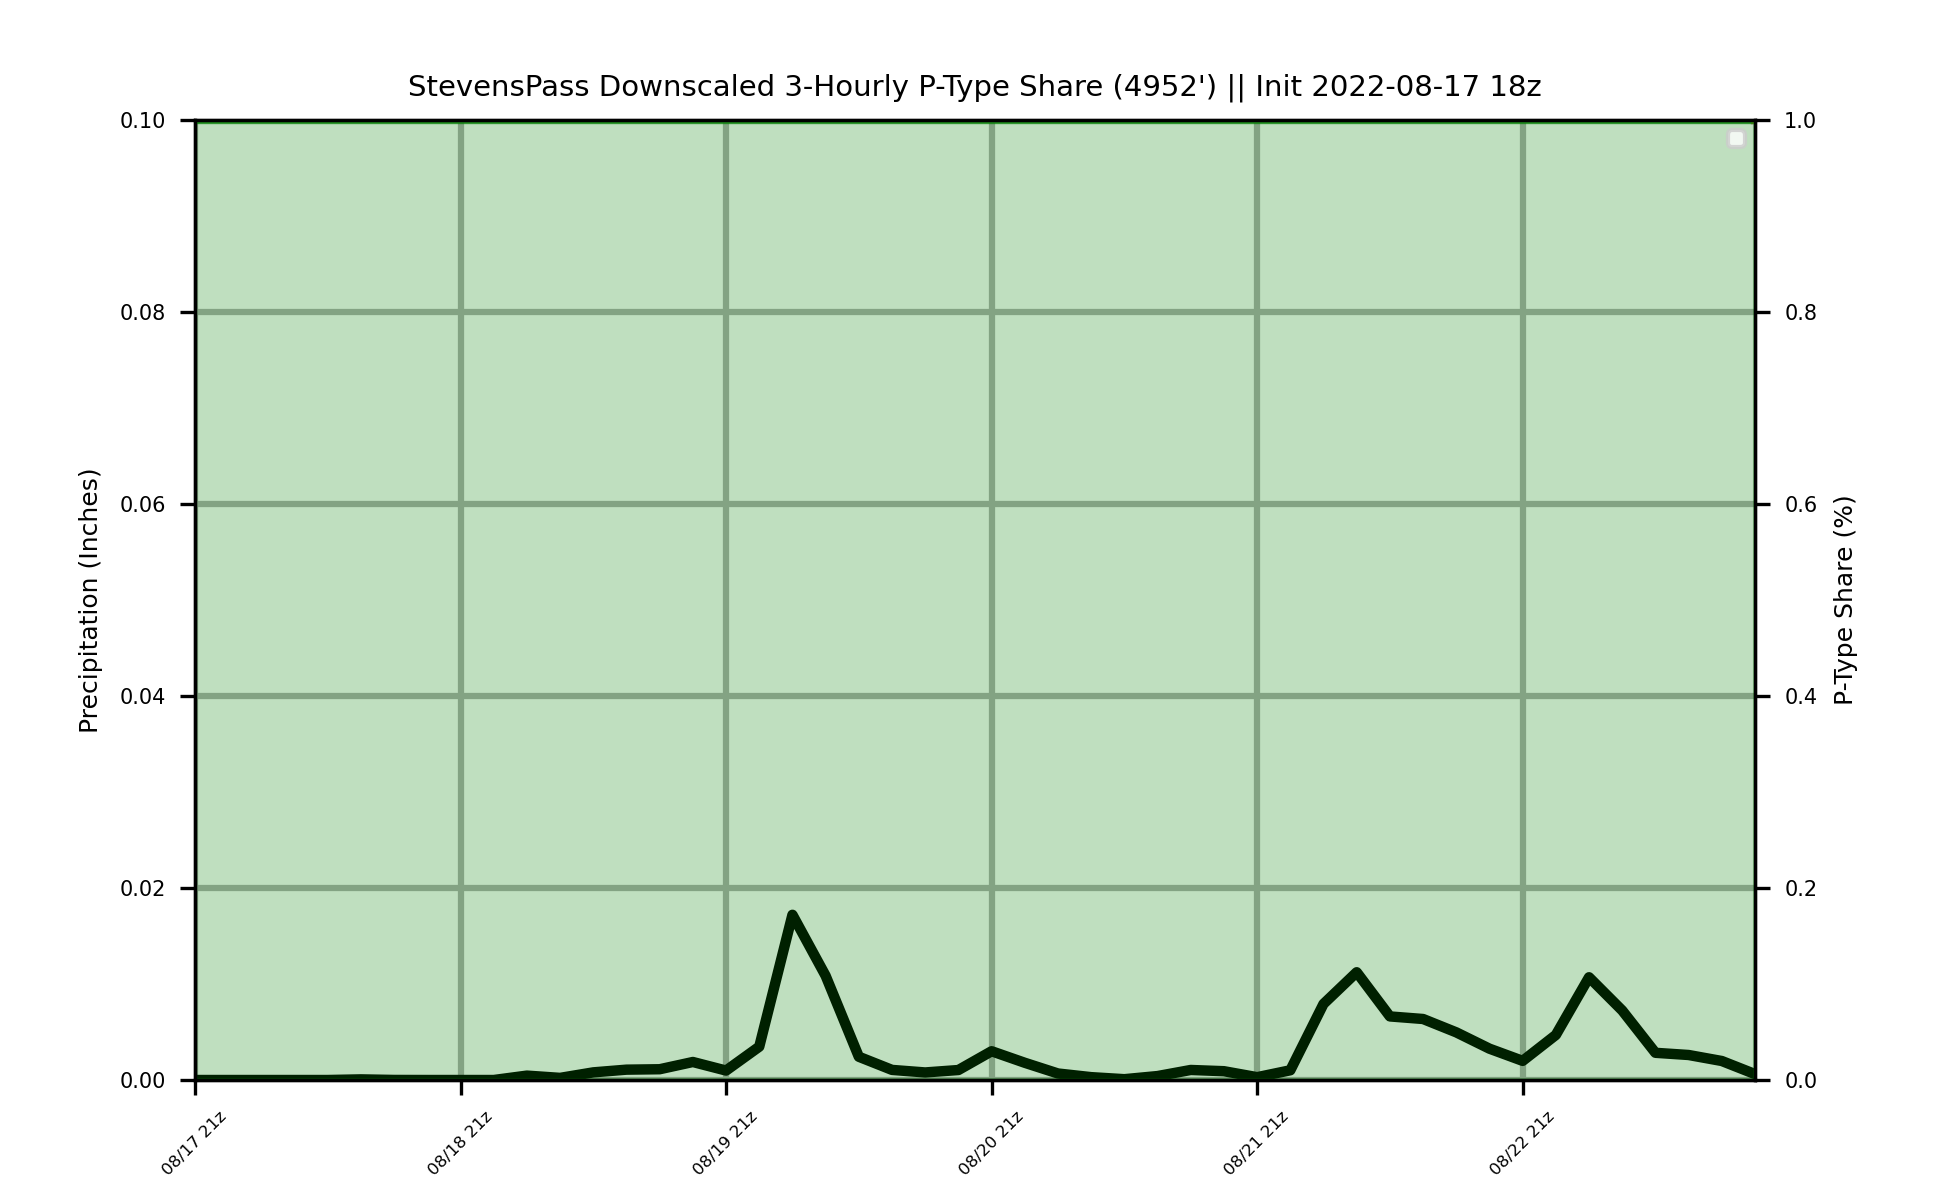 StevensPass Downscaled 3-Hourly P-Type Share (4952') || Init 2022-08-17 18z
0.10
0.08
0.06
0.04
0.02
0.00
Precipitation (Inches)
1.0
0.8
0.6
0.4
0.2
0.0
P-Type Share (%)
08/17 21z
08/18 21z
08/19 21z
08/20 21z
08/21 21z
08/22 21z